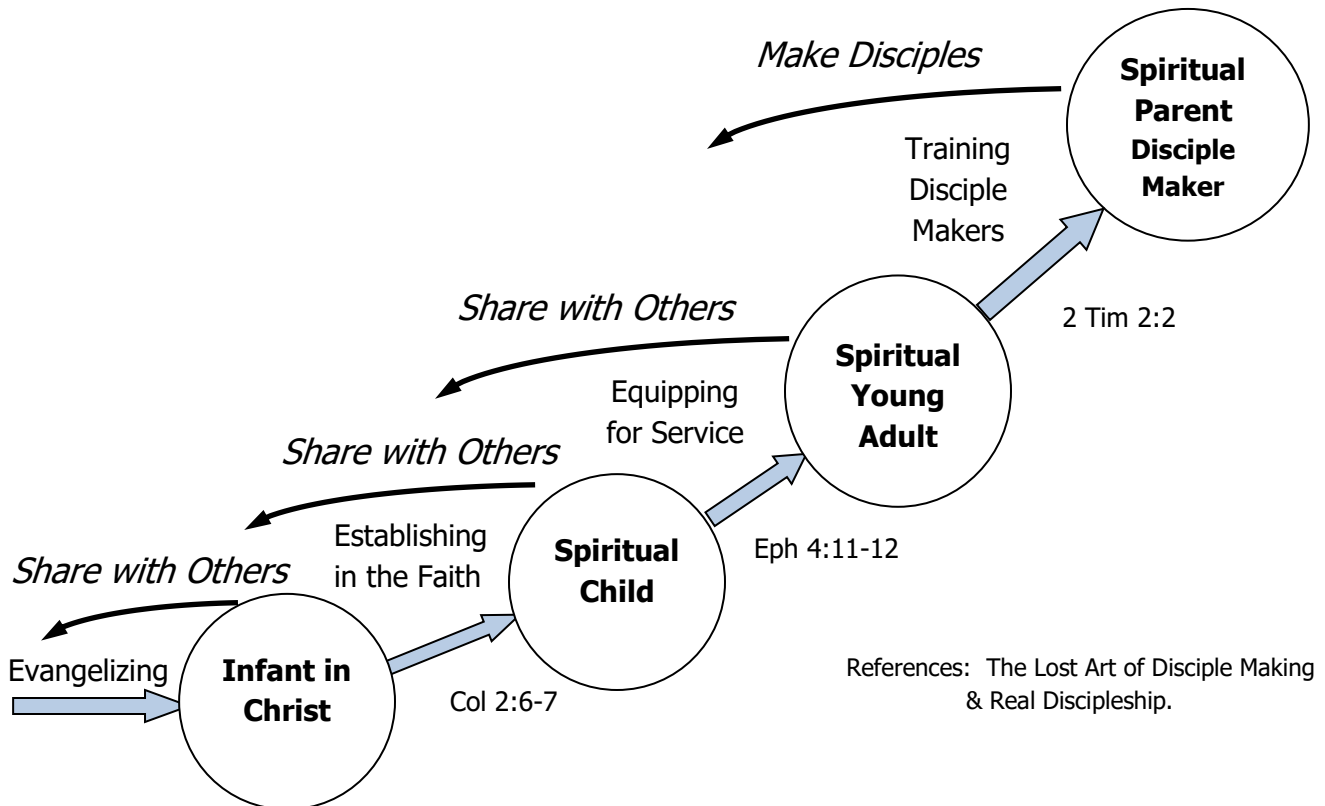 Make Disciples
Spiritual
Parent
Disciple
Maker
Training
Disciple
Makers
2 Tim 2:2
Share with Others
Spiritual
Young
Adult
Equipping
for Service
Eph 4:11-12
Share with Others
Spiritual
Child
Establishing
in the Faith
Col 2:6-7
Share with Others
Infant in
Christ
Evangelizing
References:  The Lost Art of Disciple Making
& Real Discipleship.